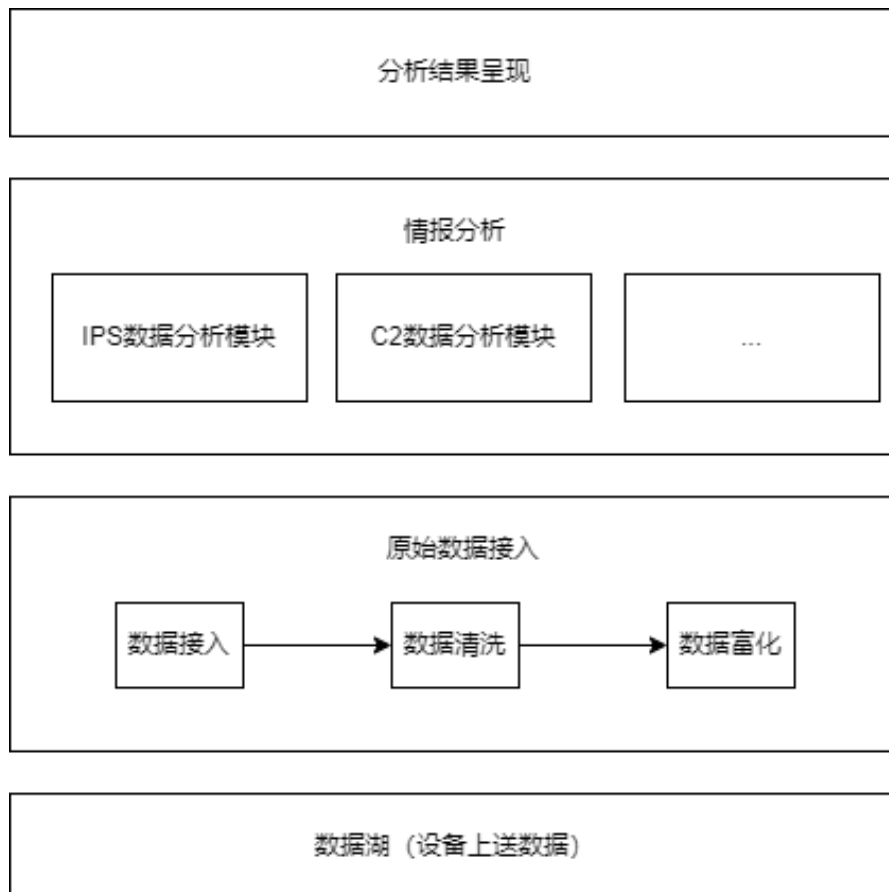 分析结果呈现
情报分析
IPS数据分析模块
C2数据分析模块
...
原始数据接入
数据接入
数据清洗
数据富化
数据湖（设备上送数据）